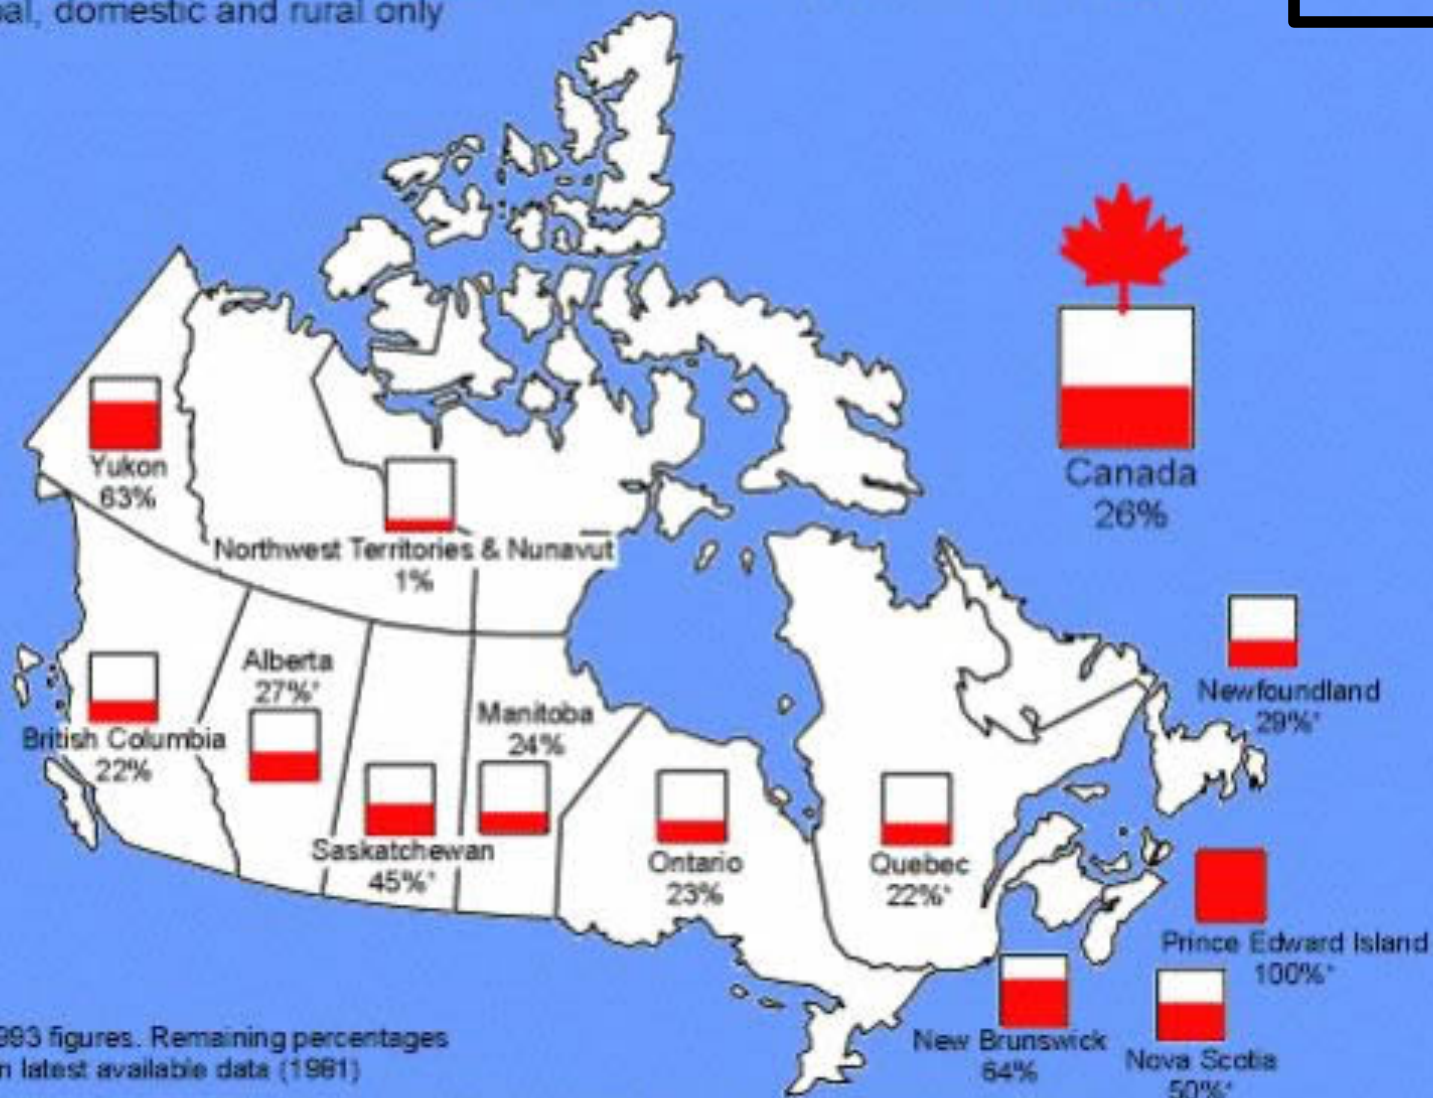 domestic and rural only
Yukon
63%
Northwest Territories & Nunavut
1%
Canada
26%
Newfoundland
29%*
Alberta
27%*
British Columbia
22%
Manitoba
24%
Saskatchewan
45%*
Ontario
23%
Quebec
22%*
Prince Edward Island
100%*
New Brunswick
64%
Nova Scotia
50%*
993 figures. Remaining percentages
latest available data (1981)